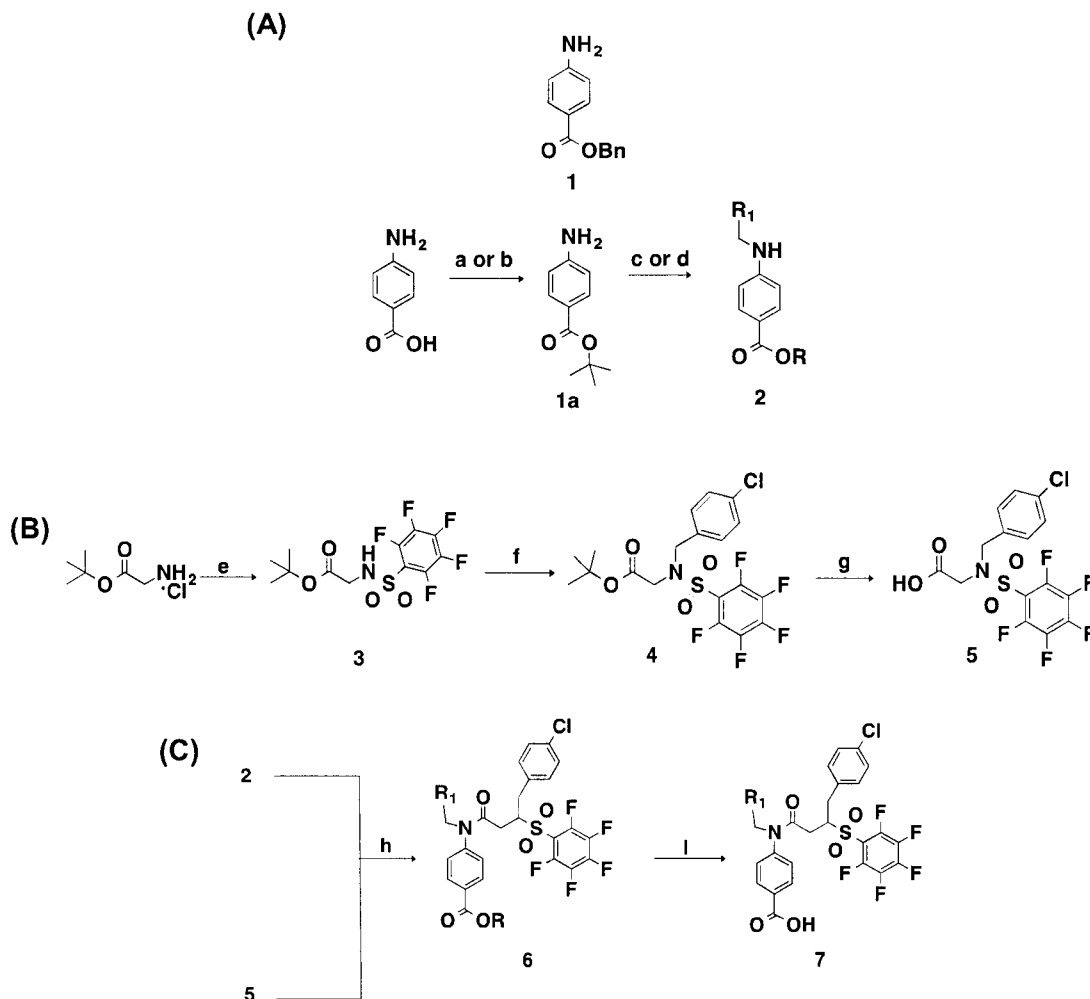 (A)
NH2
O OBn
1
NH2
O OH
a or b
NH2
O O
1a
c or d
R1
NH
O OR
2
(B)
O
O NH2
·Cl
e
O
O N H
S
O O
F F F F F
3
f
Cl
O
O N
O S O
F F F F F
4
g
Cl
O
HO N
O S O
F F F F F
5
(C)
2
5
h
Cl
R1
O
N
O S O
F F F F F
O OR
6
I
Cl
R1
O
N
O S O
F F F F F
O OH
7